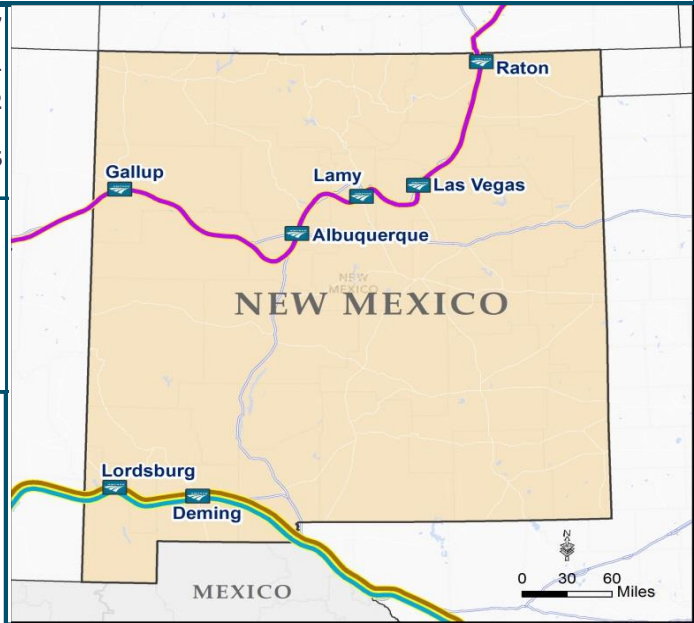 Raton
Gallup
Lamy
Las Vegas
Albuquerque
NEW
MEXICO
NEW MEXICO
Lordsburg
Deming
MEXICO
N
0 30 60
Miles